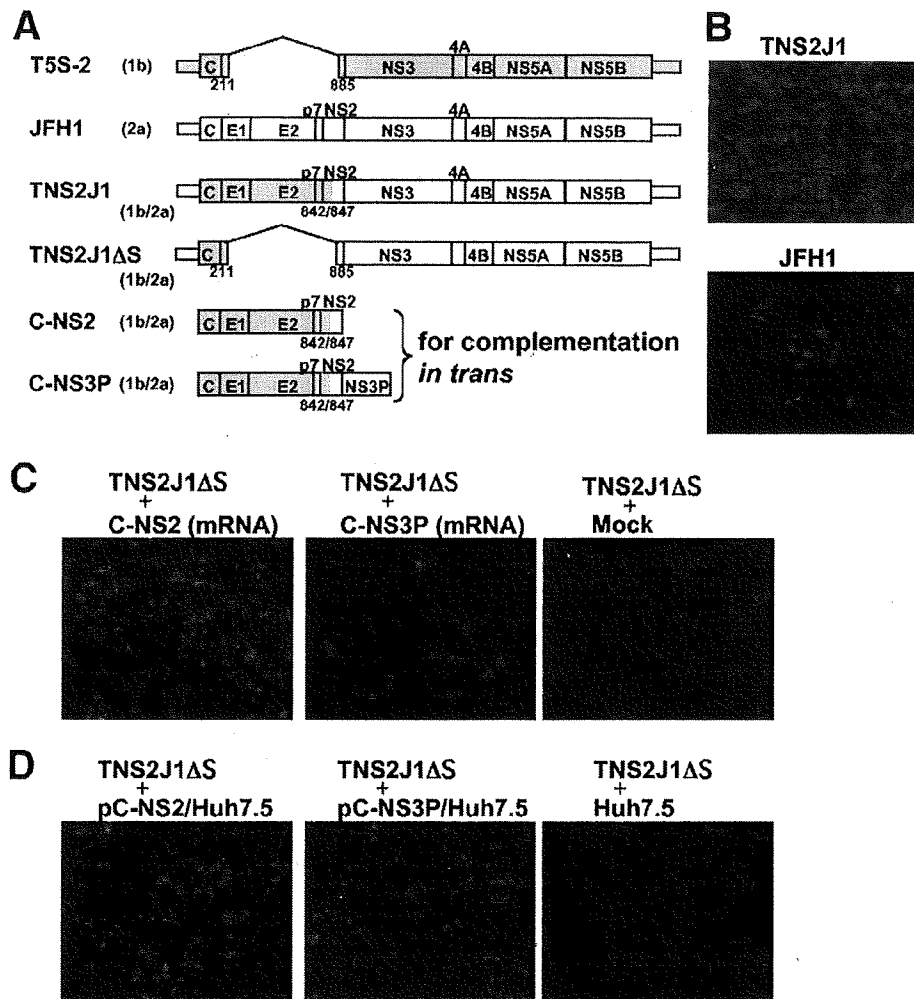 A
T5S-2 (1b) C NS3 4A 4B NS5A NS5B
211 885
JFH1 (2a) C E1 E2 p7 NS2 NS3 4A 4B NS5A NS5B
TNS2J1 C E1 E2 p7 NS2 NS3 4A 4B NS5A NS5B
(1b/2a) 842/847
TNS2J1ΔS C NS3 4B NS5A NS5B
211 885
(1b/2a)
C-NS2 (1b/2a) C E1 E2 p7 NS2
842/847
C-NS3P (1b/2a) C E1 E2 p7 NS2 NS3P
842/847
for complementation
in trans
B
TNS2J1
JFH1
C
TNS2J1ΔS
+
C-NS2 (mRNA)
TNS2J1ΔS
+
C-NS3P (mRNA)
TNS2J1ΔS
+
Mock
D
TNS2J1ΔS
+
pC-NS2/Huh7.5
TNS2J1ΔS
+
pC-NS3P/Huh7.5
TNS2J1ΔS
+
Huh7.5